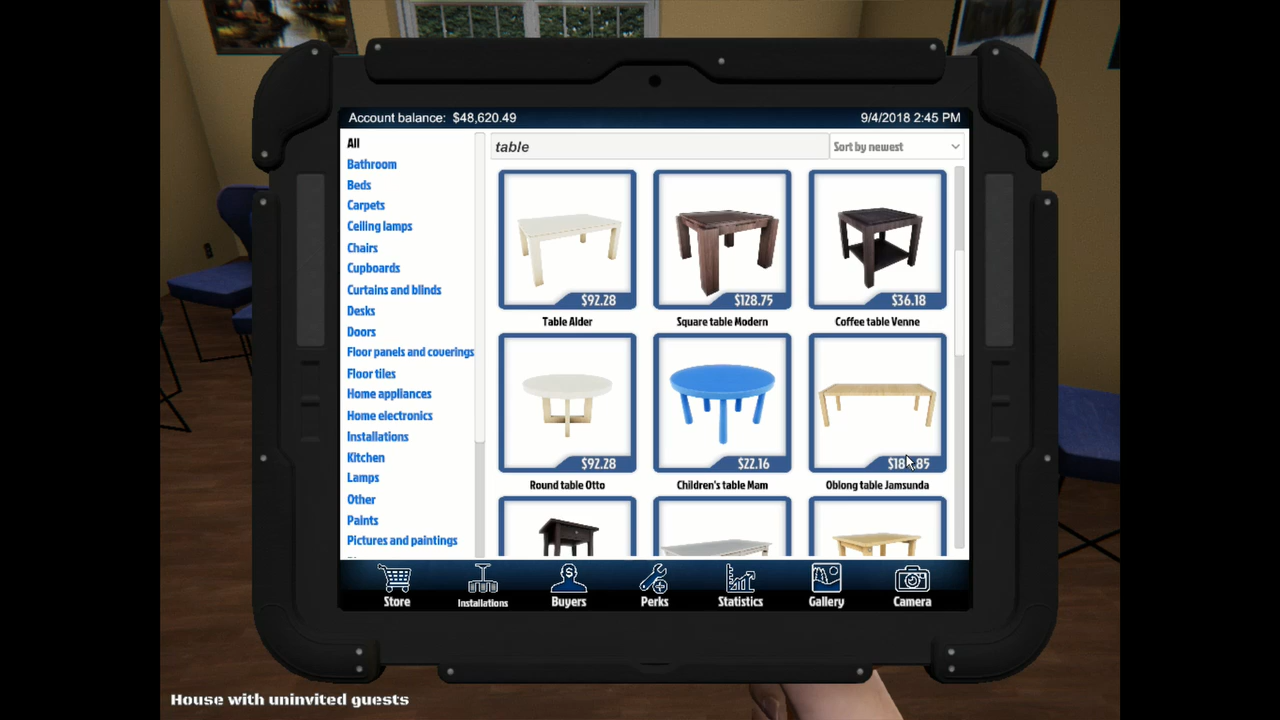 Account balance: $48,620.49
9/4/2018 2:45 PM
All
Bathroom
Beds
Carpets
Ceiling lamps
Chairs
Cupboards
Curtains and blinds
Desks
Doors
Floor panels and coverings
Floor tiles
Home appliances
Home electronics
Installations
Kitchen
Lamps
Other
Paints
Pictures and paintings
table
Sort by newest
$92.28
$128.75
$36.18
Table Alder
Square table Modern
Coffee table Venne
$92.28
$22.16
Round table Otto
Children's table Mam
Oblong table Jamsunda
Store
Installations
Buyers
Perks
Statistics
Gallery
Camera
House with uninvited guests